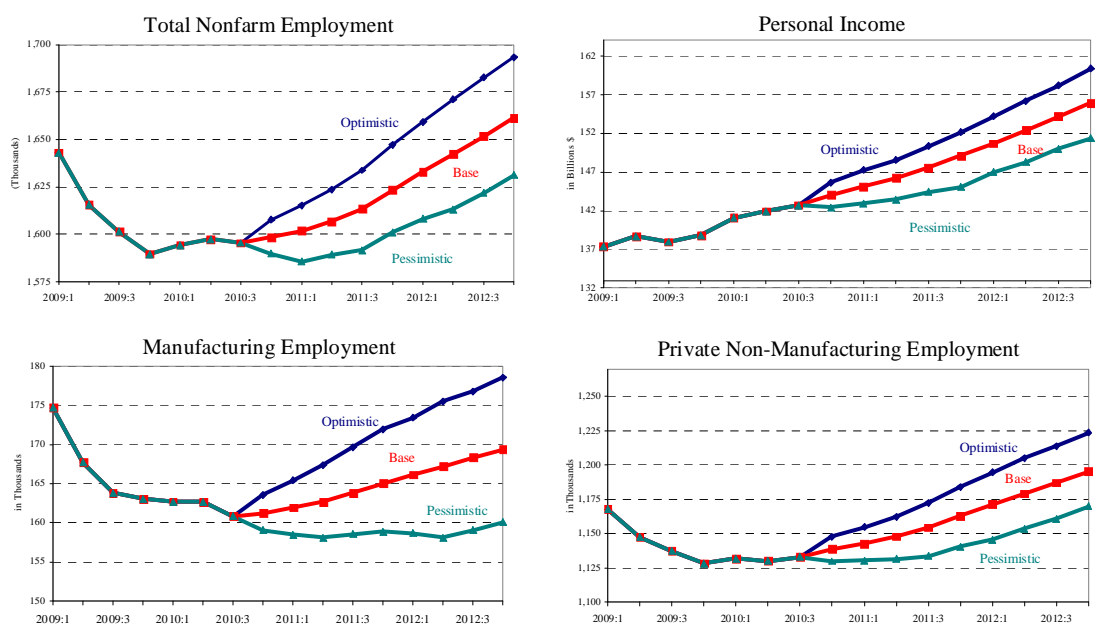 Total Nonfarm Employment
1,700
1,675
1,650
1,625
1,600
1,575
(Thousands)
Optimistic
Base
Pessimistic
2009:1 2009:3 2010:1 2010:3 2011:1 2011:3 2012:1 2012:3
Personal Income
162
157
152
147
142
137
132
in Billions $
Optimistic
Base
Pessimistic
2009:1 2009:3 2010:1 2010:3 2011:1 2011:3 2012:1 2012:3
Manufacturing Employment
180
175
170
165
160
155
150
in Thousands
Optimistic
Base
Pessimistic
2009:1 2009:3 2010:1 2010:3 2011:1 2011:3 2012:1 2012:3
Private Non-Manufacturing Employment
1,250
1,225
1,200
1,175
1,150
1,125
1,100
in Thousands
Optimistic
Base
Pessimistic
2009:1 2009:3 2010:1 2010:3 2011:1 2011:3 2012:1 2012:3